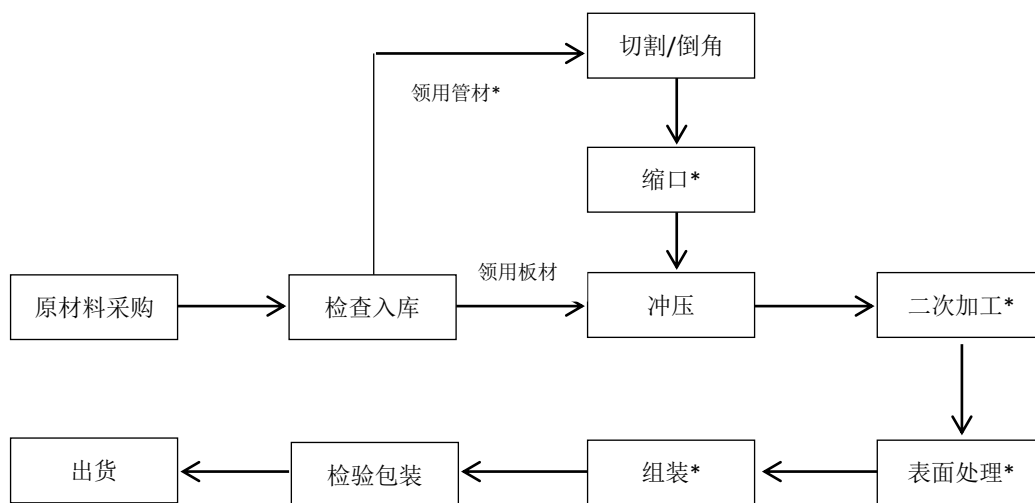 切割/倒角
领用管材*
缩口*
领用板材
原材料采购
检查入库
冲压
二次加工*
出货
检验包装
组装*
表面处理*